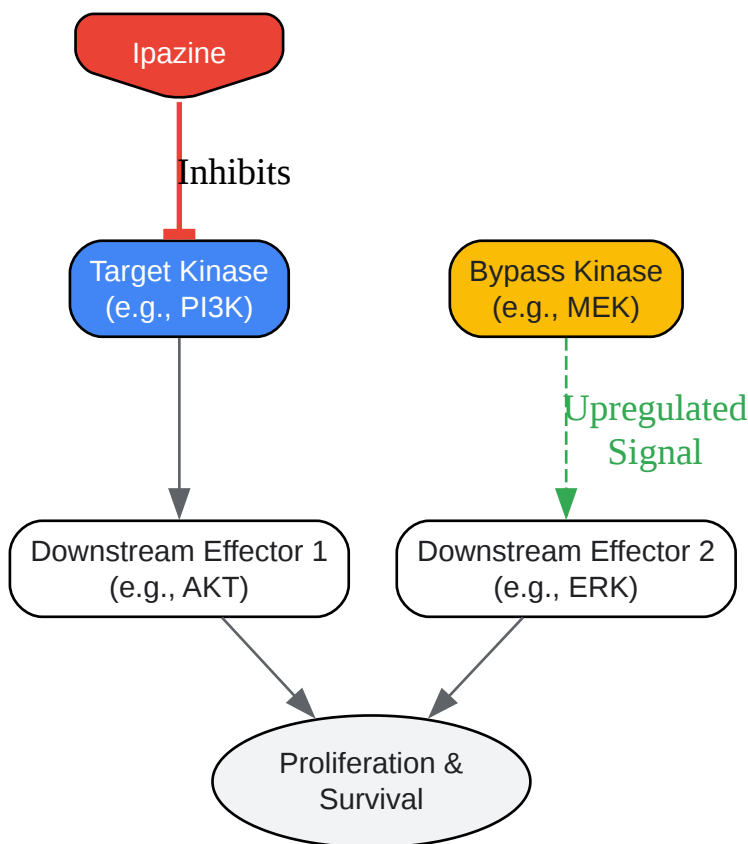 Ipazine
Inhibits
Target Kinase
(e.g., PI3K)
Bypass Kinase
(e.g., MEK)
Upregulated
Signal
Downstream Effector 1
(e.g., AKT)
Downstream Effector 2
(e.g., ERK)
Proliferation &
Survival